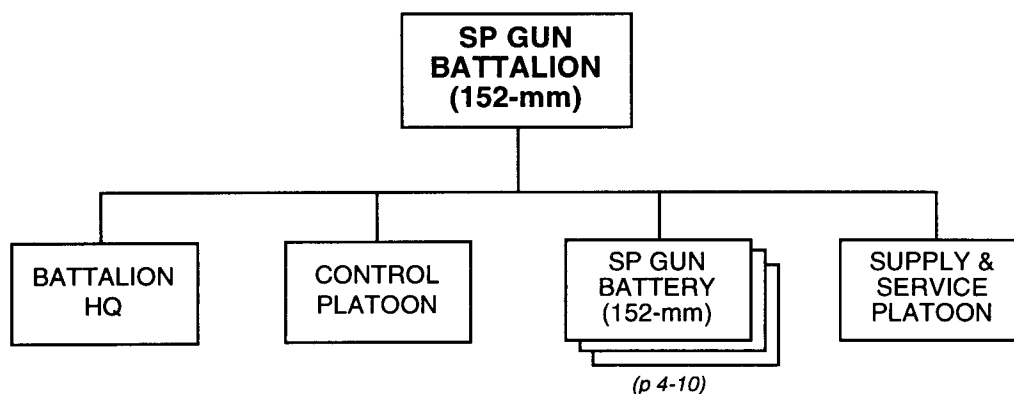 SP GUN
BATTALION
(152-mm)
BATTALION
HQ
CONTROL
PLATOON
SP GUN
BATTERY
(152-mm)
SUPPLY &
SERVICE
PLATOON
(p 4-10)